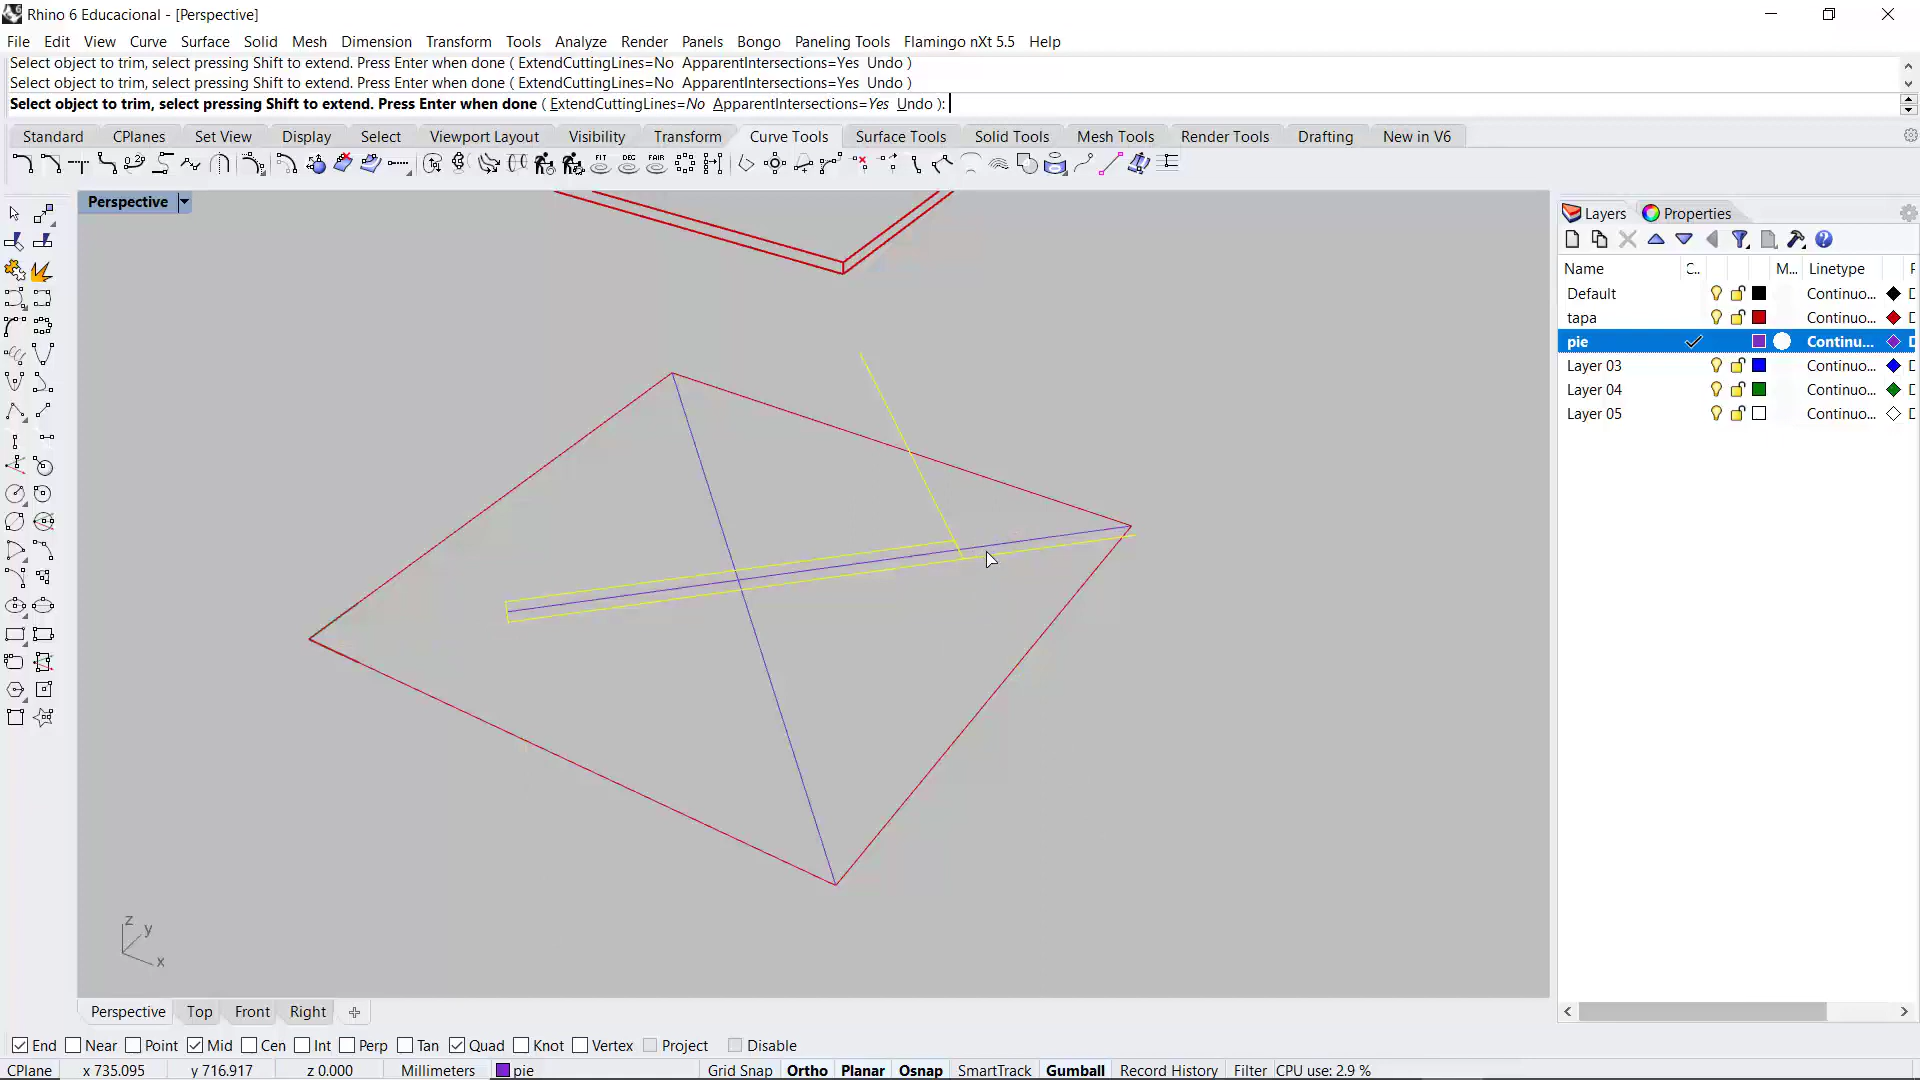 Rhino 6 Educacional - [Perspective]
File Edit View Curve Surface Solid Mesh Dimension Transform Tools Analyze Render Panels Bongo Paneling Tools Flamingo nXt 5.5 Help
Select object to trim, select pressing Shift to extend. Press Enter when done ( ExtendCuttingLines=No ApparentIntersections=Yes Undo )
Select object to trim, select pressing Shift to extend. Press Enter when done ( ExtendCuttingLines=No ApparentIntersections=Yes Undo )
Select object to trim, select pressing Shift to extend. Press Enter when done ( ExtendCuttingLines=No ApparentIntersections=Yes Undo ):
Standard CPlanes Set View Display Select Viewport Layout Visibility Transform Curve Tools Surface Tools Solid Tools Mesh Tools Render Tools Drafting New in V6
FIT DEG FAIR
Perspective
Layers Properties
Name C.. M... Linetype P
Default Continuo... D
tapa Continuo... D
pie Continu... D
Layer 03 Continuo... D
Layer 04 Continuo... D
Layer 05 Continuo... D
z
y
x
Perspective Top Front Right
End Near Point Mid Cen Int Perp Tan Quad Knot Vertex Project Disable
CPlane x 735.095 y 716.917 z 0.000 Millimeters pie Grid Snap Ortho Planar Osnap SmartTrack Gumball Record History Filter CPU use: 2.9 %